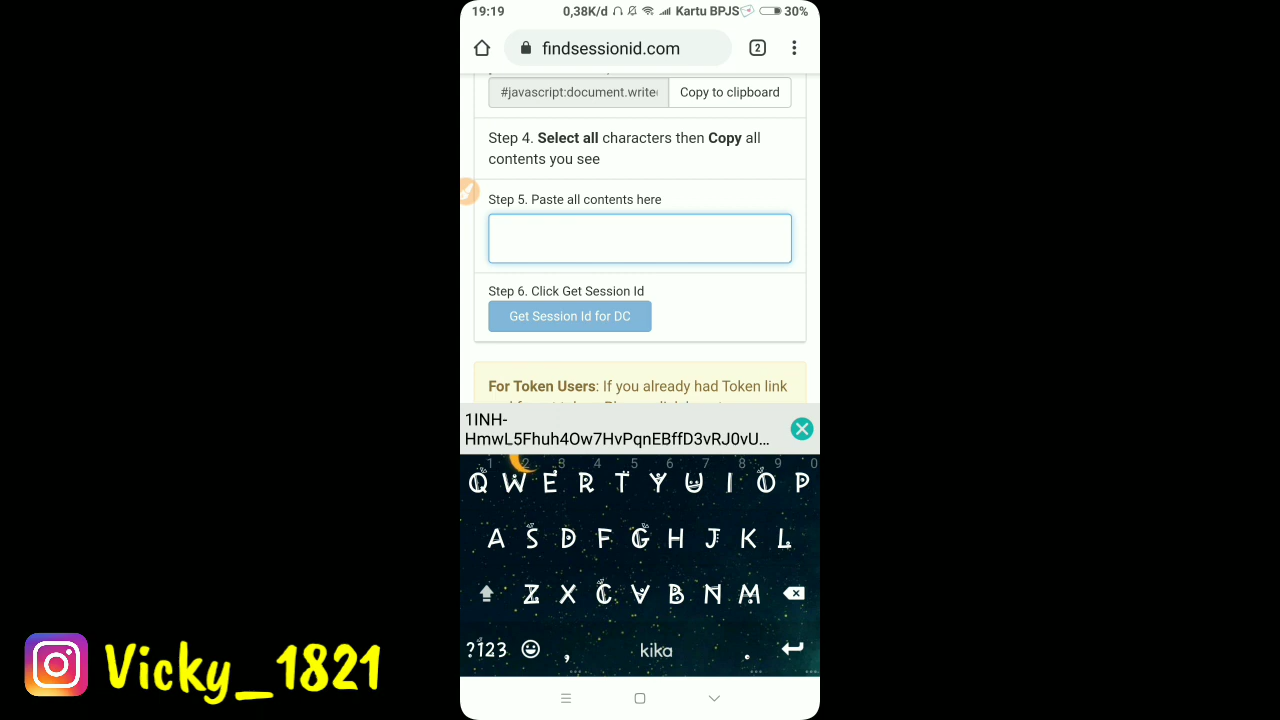 19:19 0,38K/d Kartu BPJS 30%
findsessionid.com 2
#javascript:document.write Copy to clipboard
Step 4. Select all characters then Copy all
contents you see
Step 5. Paste all contents here
Step 6. Click Get Session Id
Get Session Id for DC
For Token Users: If you already had Token link
1INH-
HmwL5Fhuh4Ow7HvPqnEBffD3vRJ0vU...
1 2 3 4 5 6 7 8 9 0
Q W E R T Y U I O P
A S D F G H J K L
Z X C V B N M
?123 , kika .
Vicky_1821